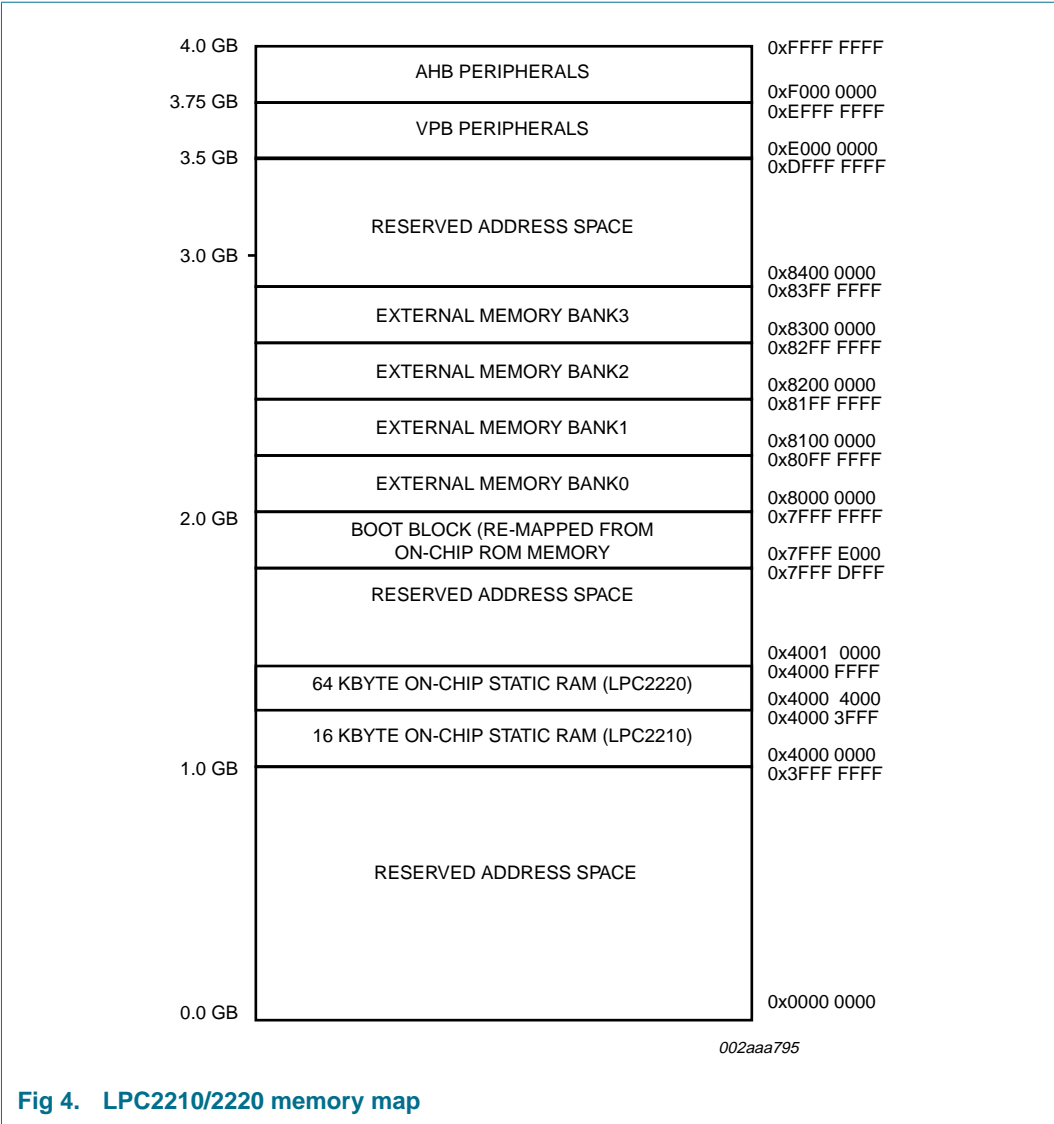 4.0 GB
AHB PERIPHERALS
0xFFFF FFFF
3.75 GB
0xF000 0000
0xEFFF FFFF
VPB PERIPHERALS
3.5 GB
0xE000 0000
0xDFFF FFFF
RESERVED ADDRESS SPACE
3.0 GB
0x8400 0000
0x83FF FFFF
EXTERNAL MEMORY BANK3
0x8300 0000
0x82FF FFFF
EXTERNAL MEMORY BANK2
0x8200 0000
0x81FF FFFF
EXTERNAL MEMORY BANK1
0x8100 0000
0x80FF FFFF
EXTERNAL MEMORY BANK0
0x8000 0000
2.0 GB
0x7FFF FFFF
BOOT BLOCK (RE-MAPPED FROM
ON-CHIP ROM MEMORY
0x7FFF E000
0x7FFF DFFF
RESERVED ADDRESS SPACE
0x4001 0000
0x4000 FFFF
64 KBYTE ON-CHIP STATIC RAM (LPC2220)
0x4000 4000
0x4000 3FFF
16 KBYTE ON-CHIP STATIC RAM (LPC2210)
0x4000 0000
1.0 GB
0x3FFF FFFF
RESERVED ADDRESS SPACE
0x0000 0000
0.0 GB
002aaa795
Fig 4. LPC2210/2220 memory map